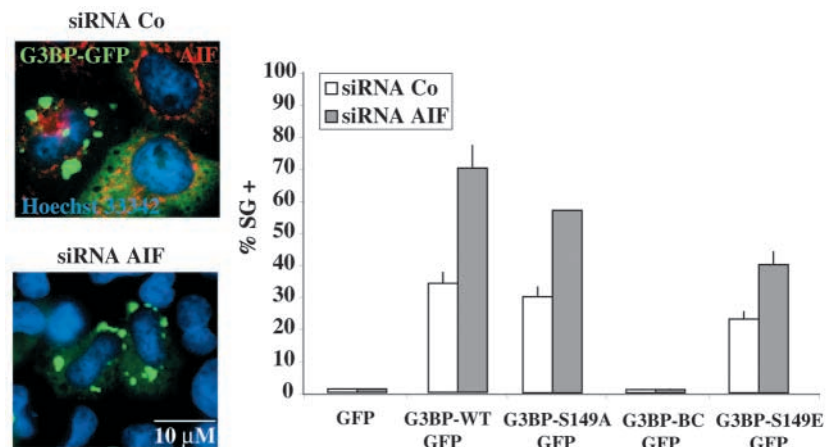 siRNA Co
G3BP-GFP AIF
Hoechst 33342
siRNA AIF
10 µM
% SG +
100
90
80
70
60
50
40
30
20
10
0
siRNA Co
siRNA AIF
GFP G3BP-WT G3BP-S149A G3BP-BC G3BP-S149E
GFP GFP GFP GFP